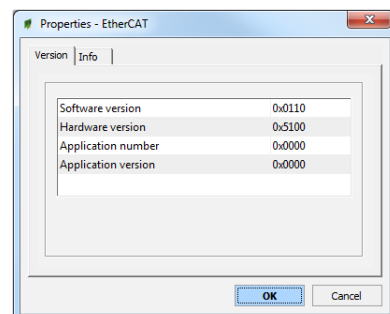 Properties - EtherCAT
Version Info
Software version 0x0110
Hardware version 0x5100
Application number 0x0000
Application version 0x0000
OK Cancel